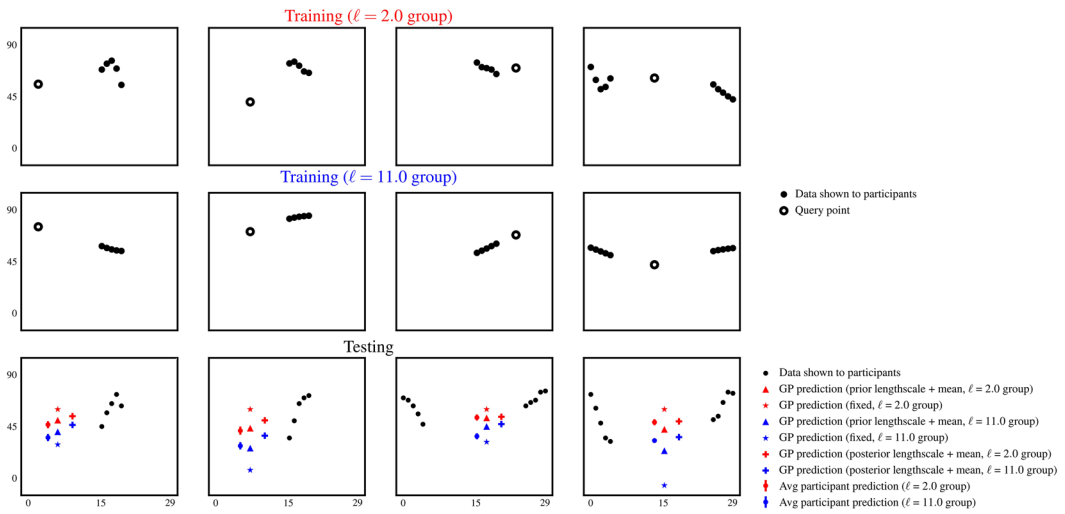 Training (ℓ = 2.0 group)
90
45
0
Training (ℓ = 11.0 group)
90
45
0
Data shown to participants
Query point
Testing
90
45
0
0 15 29
0 15 29
0 15 29
0 15 29
Data shown to participants
GP prediction (prior lengthscale + mean, ℓ = 2.0 group)
GP prediction (fixed, ℓ = 2.0 group)
GP prediction (prior lengthscale + mean, ℓ = 11.0 group)
GP prediction (fixed, ℓ = 11.0 group)
GP prediction (posterior lengthscale + mean, ℓ = 2.0 group)
GP prediction (posterior lengthscale + mean, ℓ = 11.0 group)
Avg participant prediction (ℓ = 2.0 group)
Avg participant prediction (ℓ = 11.0 group)